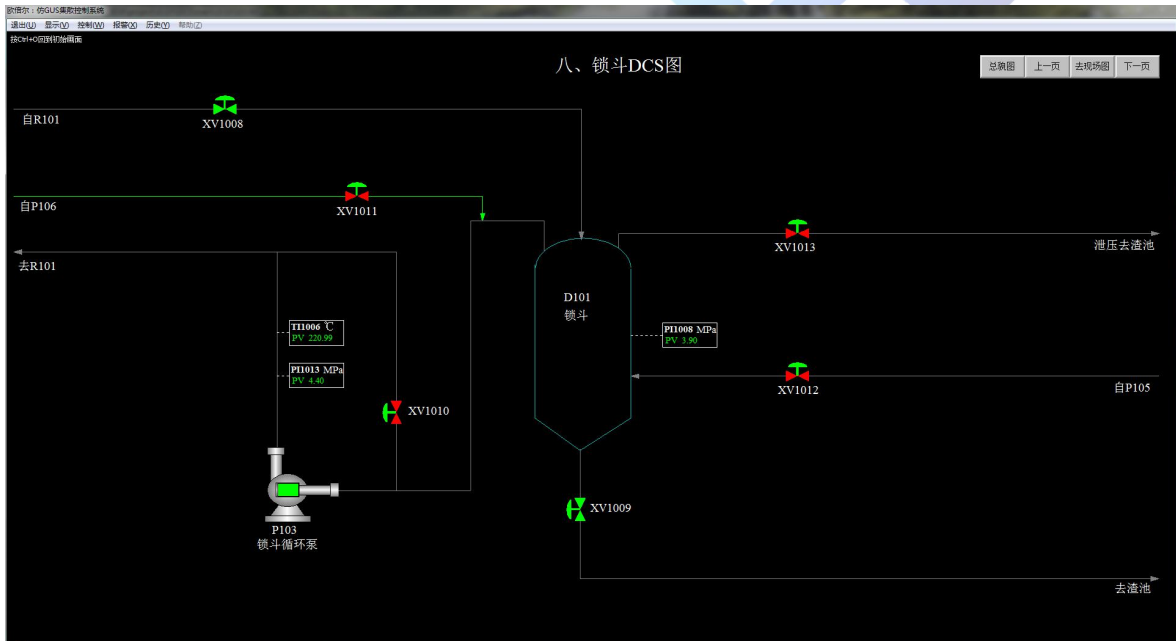 欧倍尔：仿GUS集散控制系统
退出(U) 显示(V) 控制(W) 报警(X) 历史(Y) 帮助(Z)
按Ctrl+O回到初始画面
八、锁斗DCS图
总貌图 上一页 去现场图 下一页
自R101
XV1008
自P106
XV1011
去R101
XV1013
泄压去渣池
D101
锁斗
TI1006 ℃
PV 220.99
PI1008 MPa
PV 3.90
PI1013 MPa
PV 4.40
XV1012
自P105
XV1010
XV1009
P103
锁斗循环泵
去渣池